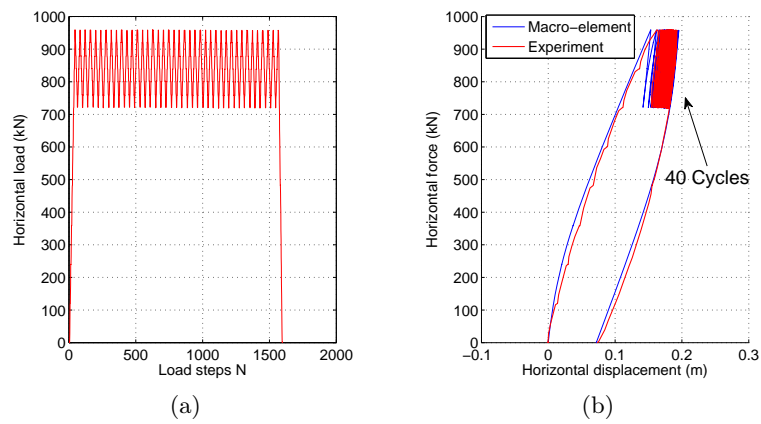 1000
900
800
700
600
500
400
300
200
100
0
Horizontal load (kN)
0 500 1000 1500 2000
Load steps N
(a)
1000
900
800
700
600
500
400
300
200
100
0
Horizontal force (kN)
Macro−element
Experiment
40 Cycles
−0.1 0 0.1 0.2 0.3
Horizontal displacement (m)
(b)